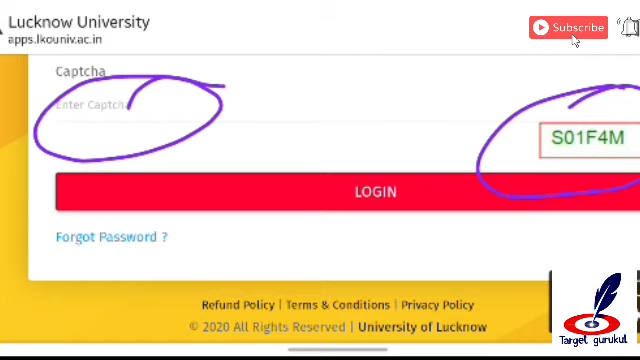 Lucknow University
apps.lkouniv.ac.in
Subscribe
Captcha
Enter Captcha
S01F4M
LOGIN
Forgot Password ?
Refund Policy | Terms & Conditions | Privacy Policy
© 2020 All Rights Reserved | University of Lucknow
Target gurukul